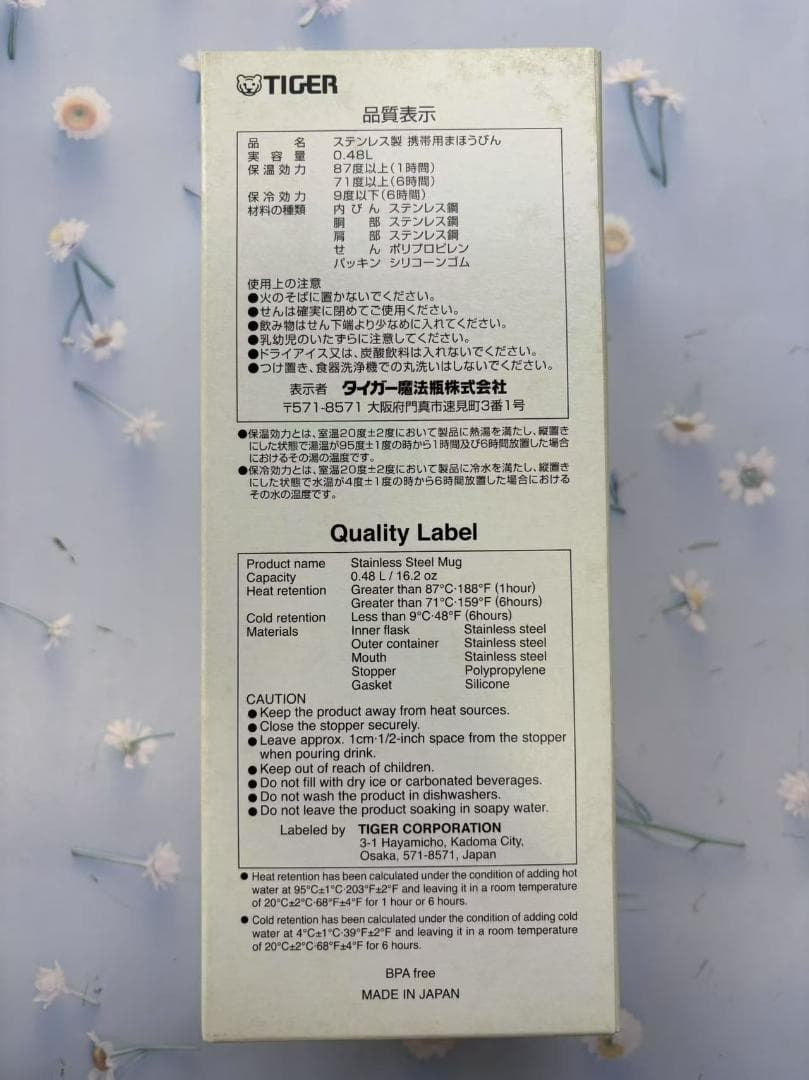 TIGER
品質表示
品名 ステンレス製 携帯用まほうびん
実容量 0.48L
保温効力 87度以上(1時間)
71度以上(6時間)
保冷効力 9度以下(6時間)
材料の種類 内びん ステンレス鋼
胴部 ステンレス鋼
肩部 ステンレス鋼
せん ポリプロピレン
パッキン シリコーンゴム
使用上の注意
●火のそばに置かないでください。
●せんは確実に閉めてご使用ください。
●飲み物はせん下端より少なめに入れてください。
●乳幼児のいたずらに注意してください。
●ドライアイス又は、炭酸飲料は入れないでください。
●つけ置き、食器洗浄機での丸洗いはしないでください。
表示者 タイガー魔法瓶株式会社
〒571-8571 大阪府門真市速見町3番1号
●保温効力とは、室温20度±2度において製品に熱湯を満たし、縦置き
にした状態で湯温が95度±1度の時から1時間及び6時間放置した場合
におけるその湯の温度です。
●保冷効力とは、室温20度±2度において製品に冷水を満たし、縦置き
にした状態で水温が4度±1度の時から6時間放置した場合における
その水の温度です。
Quality Label
Product name Stainless Steel Mug
Capacity 0.48 L / 16.2 oz
Heat retention Greater than 87°C·188°F (1hour)
Greater than 71°C·159°F (6hours)
Cold retention Less than 9°C·48°F (6hours)
Materials Inner flask Stainless steel
Outer container Stainless steel
Mouth Stainless steel
Stopper Polypropylene
Gasket Silicone
CAUTION
● Keep the product away from heat sources.
● Close the stopper securely.
● Leave approx. 1cm·1/2-inch space from the stopper
when pouring drink.
● Keep out of reach of children.
● Do not fill with dry ice or carbonated beverages.
● Do not wash the product in dishwashers.
● Do not leave the product soaking in soapy water.
Labeled by TIGER CORPORATION
3-1 Hayamicho, Kadoma City,
Osaka, 571-8571, Japan
● Heat retention has been calculated under the condition of adding hot
water at 95°C±1°C·203°F±2°F and leaving it in a room temperature
of 20°C±2°C·68°F±4°F for 1 hour or 6 hours.
● Cold retention has been calculated under the condition of adding cold
water at 4°C±1°C·39°F±2°F and leaving it in a room temperature
of 20°C±2°C·68°F±4°F for 6 hours.
BPA free
MADE IN JAPAN